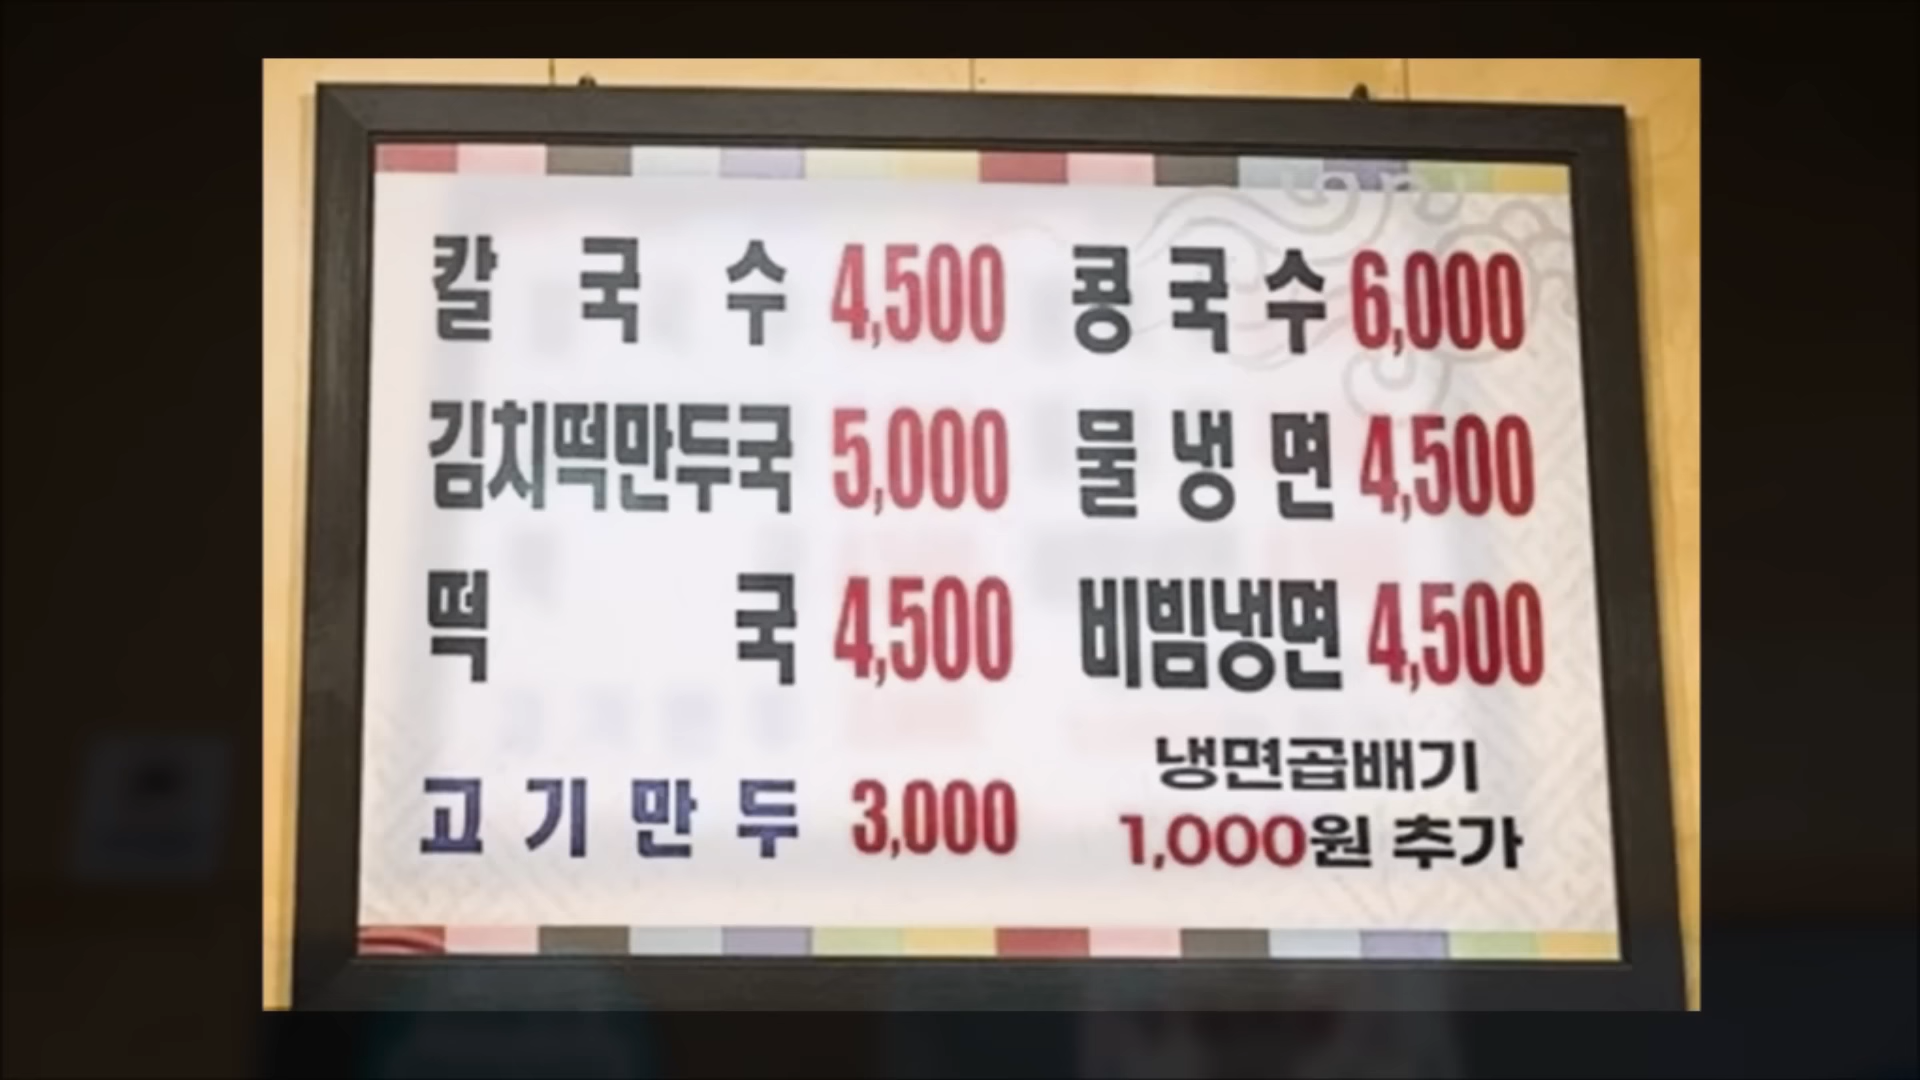 칼국수 4,500 콩국수 6,000
김치떡만두국 5,000 물냉면 4,500
떡국 4,500 비빔냉면 4,500
고기만두 3,000
냉면곱배기
1,000원 추가